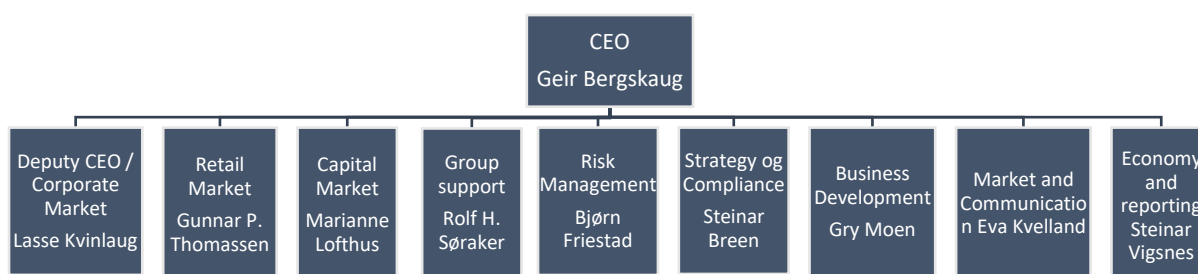 CEO
Geir Bergskaug
Deputy CEO /
Corporate
Market
Lasse Kvinlaug
Retail
Market
Gunnar P.
Thomassen
Capital
Market
Marianne
Lofthus
Group
support
Rolf H.
Søraker
Risk
Management
Bjørn
Friestad
Strategy og
Compliance
Steinar
Breen
Business
Development
Gry Moen
Market and
Communicatio
n Eva Kvelland
Economy
and
reporting
Steinar
Vigsnes